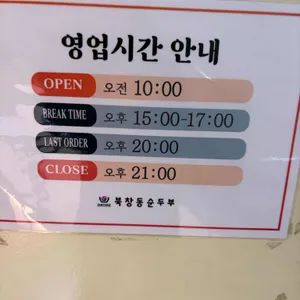 영업시간 안내
OPEN 오전 10:00
BREAK TIME 오후 15:00-17:00
LAST ORDER 오후 20:00
CLOSE 오후 21:00
북창동순두부